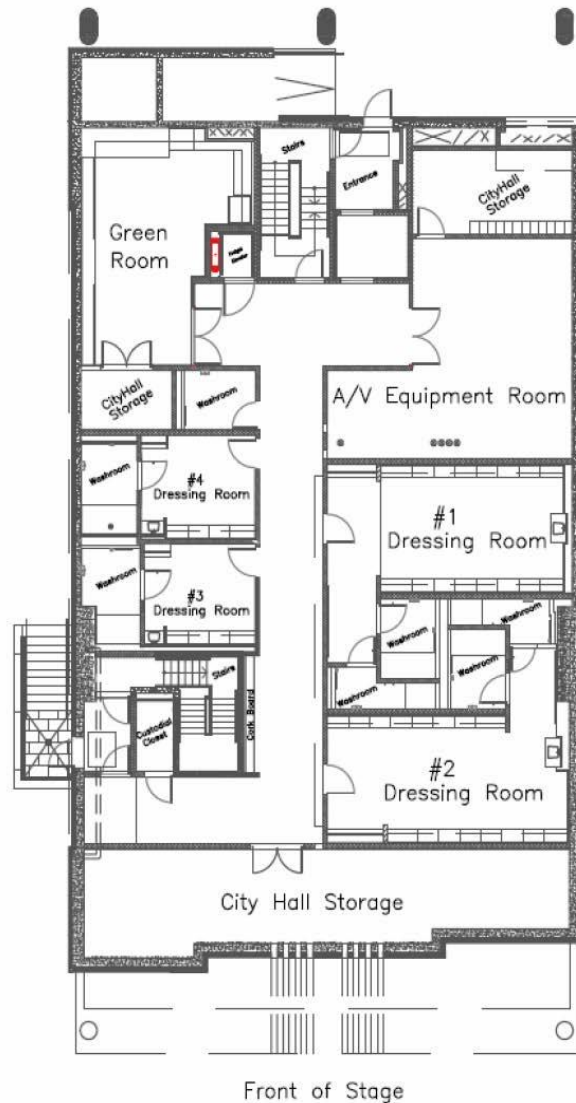 Stairs
Entrance
CityHall
Storage
Green
Room
A/V Equipment Room
CityHall
Storage
Washroom
Washroom
#4
Dressing Room
#1
Dressing Room
Washroom
#3
Dressing Room
Washroom
Washroom
Washroom
Stairs
Cork Board
Custodial
Closet
#2
Dressing Room
City Hall Storage
Front of Stage